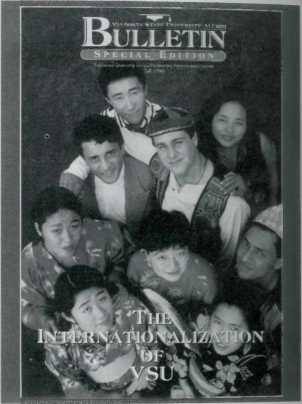 VALDOSTA STATE UNIVERSITY ALUMNI
BULLETIN
SPECIAL EDITION
THE
INTERNATIONALIZATION
OF
VSU